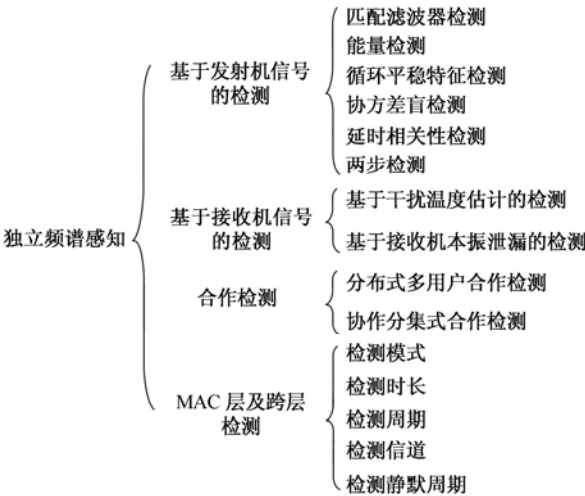 独立频谱感知
基于发射机信号
的检测
匹配滤波器检测
能量检测
循环平稳特征检测
协方差盲检测
延时相关性检测
两步检测
基于接收机信号
的检测
基于干扰温度估计的检测
基于接收机本振泄漏的检测
合作检测
分布式多用户合作检测
协作分集式合作检测
MAC 层及跨层
检测
检测模式
检测时长
检测周期
检测信道
检测静默周期